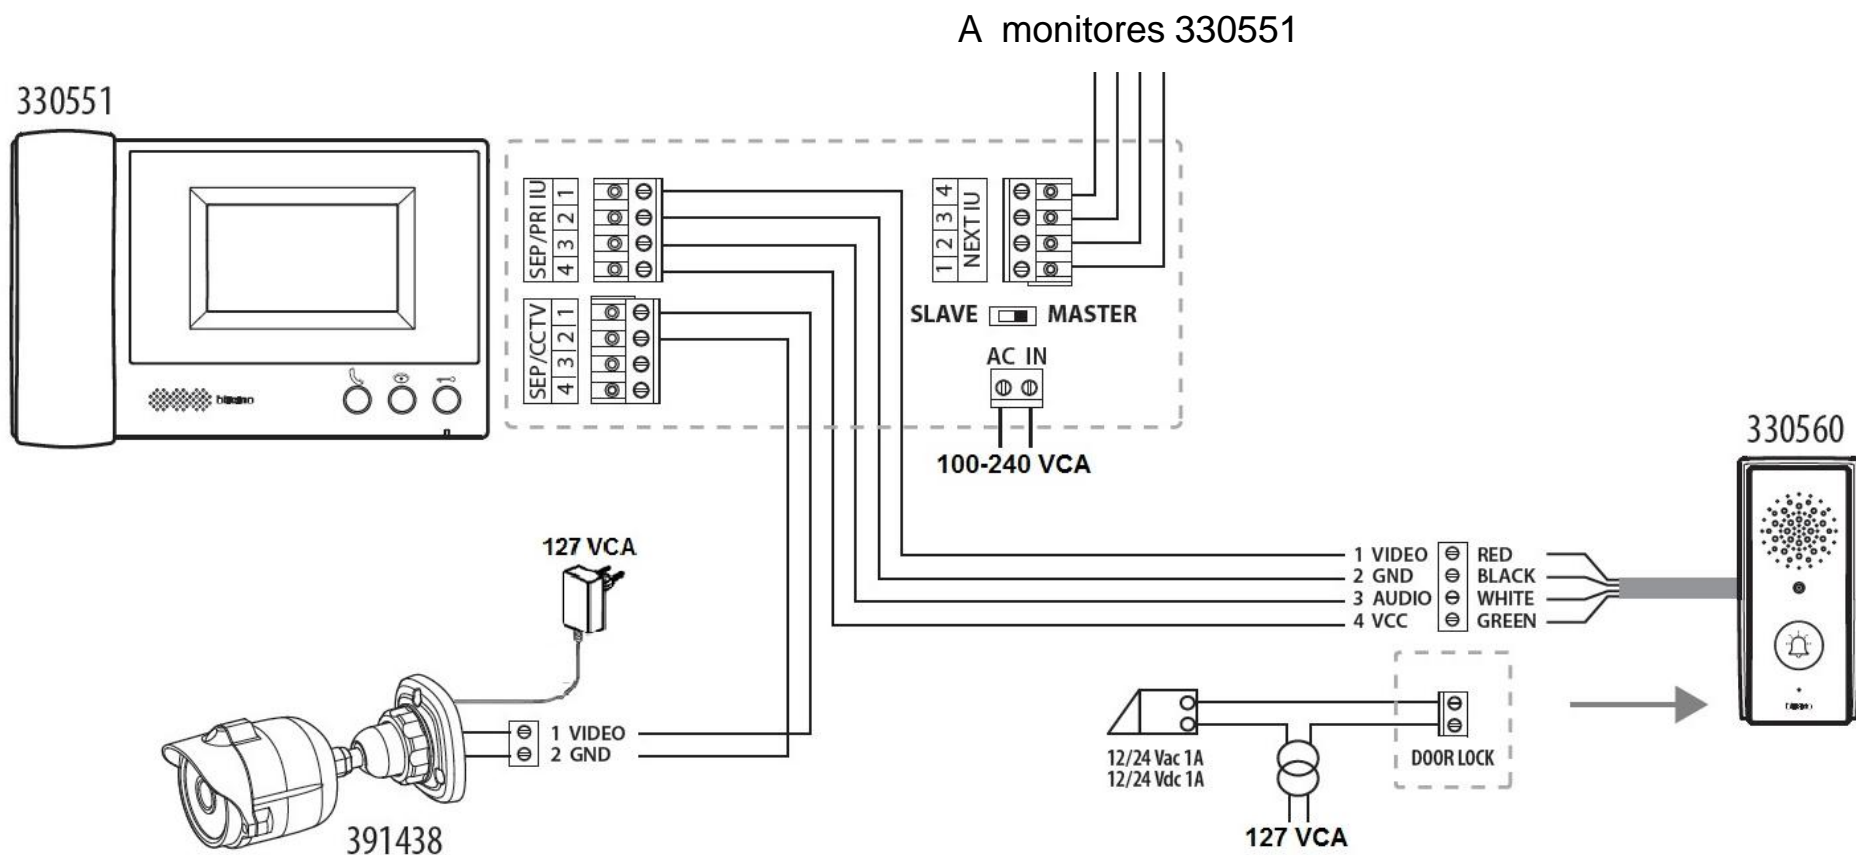 A monitores 330551
330551
SEP/PRI IU
1
2
3
4
SEP/CCTV
1
2
3
4
4
3
2
1
NEXT IU
SLAVE
MASTER
AC IN
100-240 VCA
330560
127 VCA
1 VIDEO
2 GND
3 AUDIO
4 VCC
RED
BLACK
WHITE
GREEN
1 VIDEO
2 GND
391438
12/24 Vac 1A
12/24 Vdc 1A
DOOR LOCK
127 VCA